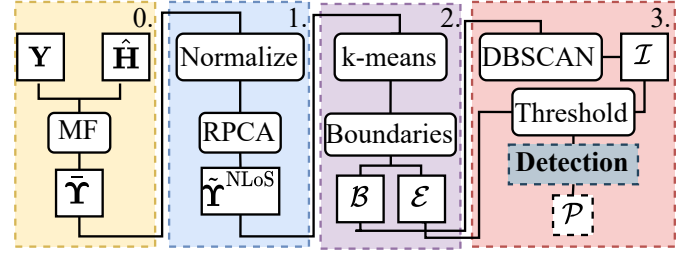 0.
Y Ĥ
MF
Ῡ
1.
Normalize
RPCA
Υ̃^NLoS
2.
k-means
Boundaries
ℬ ℰ
3.
DBSCAN ℐ
Threshold
Detection
𝒫